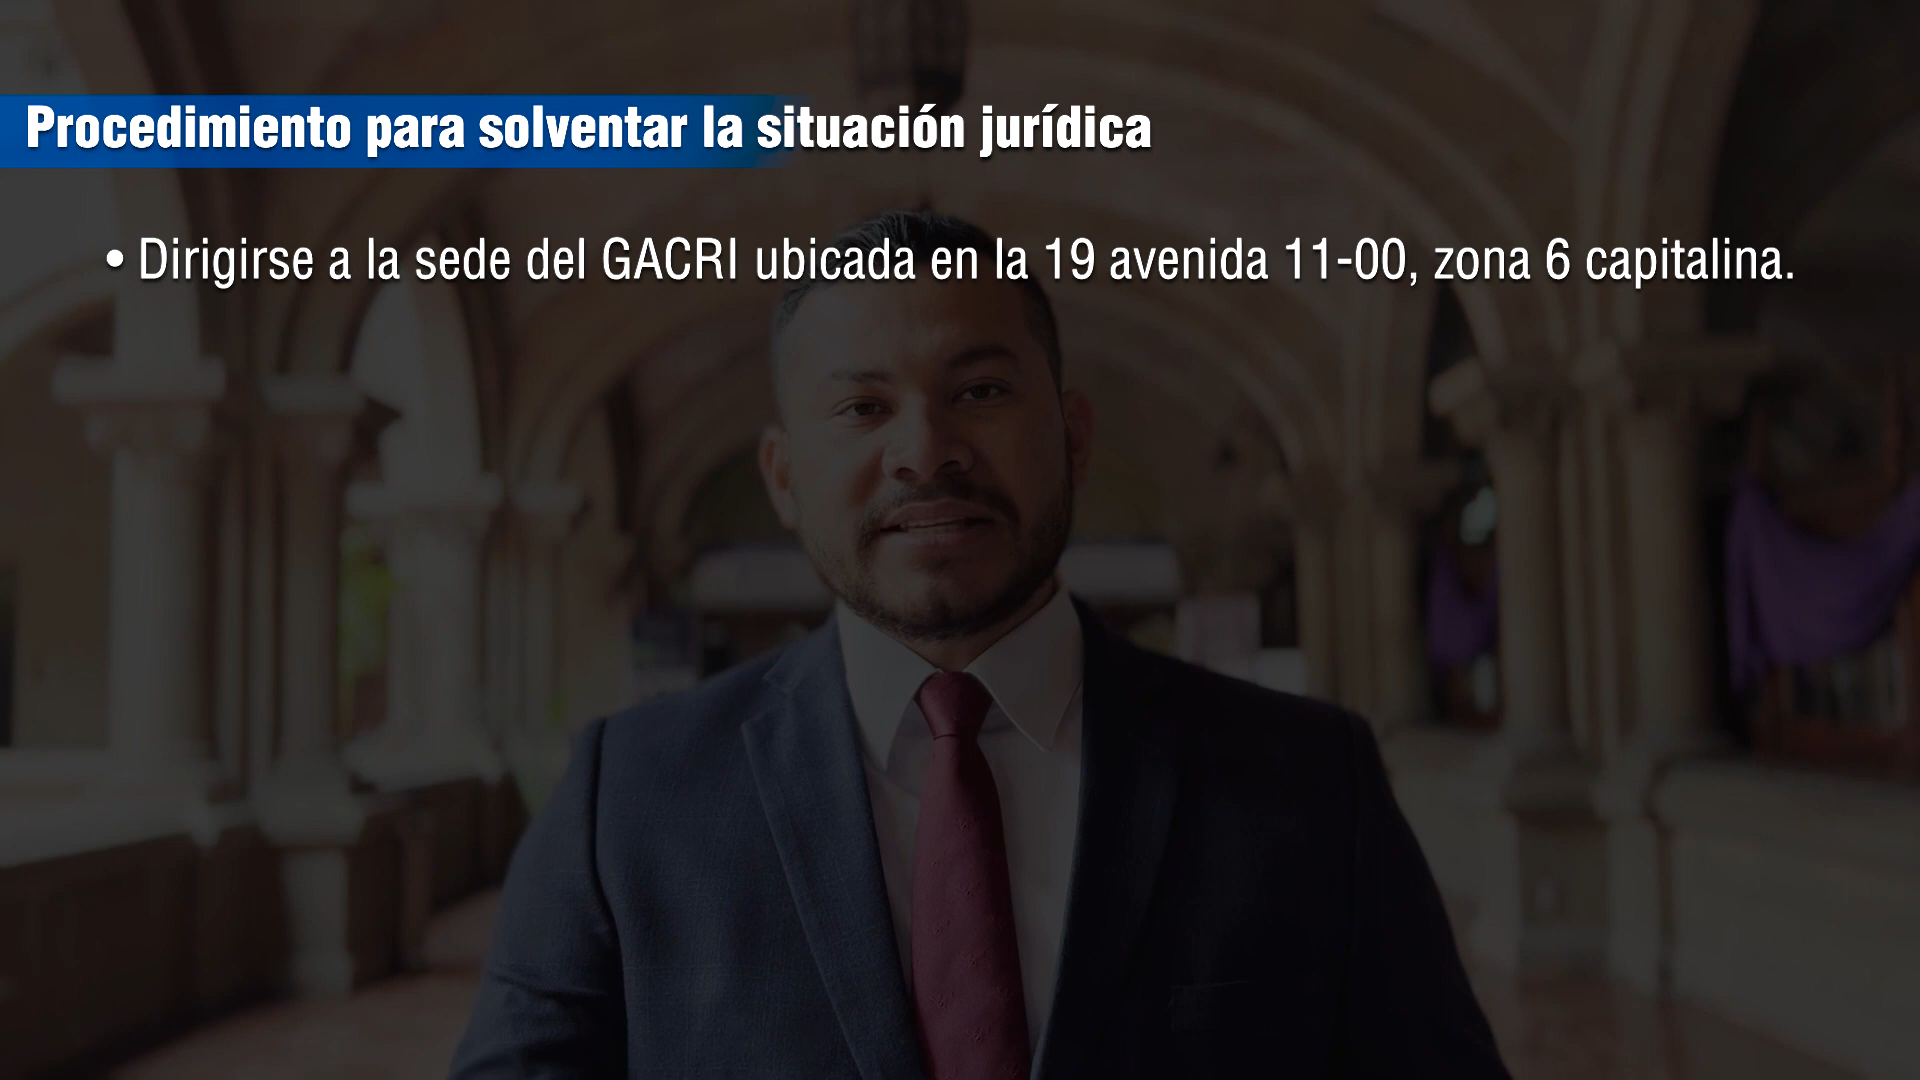 Procedimiento para solventar la situación jurídica
• Dirigirse a la sede del GACRI ubicada en la 19 avenida 11-00, zona 6 capitalina.